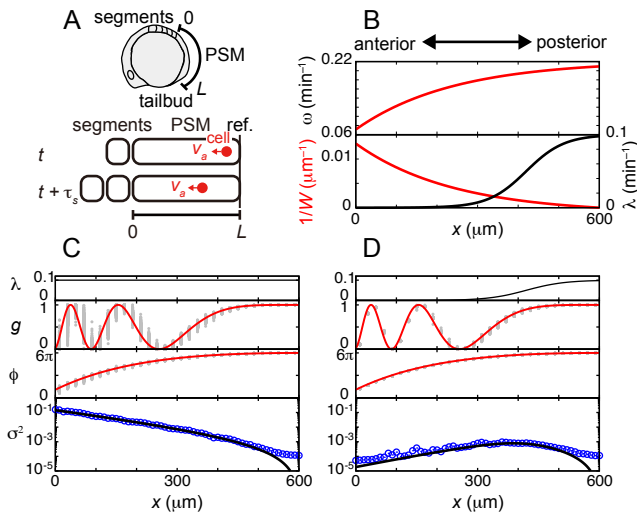 A
segments 0
PSM
L
tailbud
segments PSM ref.
cell
t
v_a
t + τ_s
v_a
0 L
B
anterior posterior
0.22
ω (min⁻¹)
0.06
0.1
0.01
1/W (μm⁻¹)
λ (min⁻¹)
0
0
0 300 600
x (μm)
C
λ
0.1
0
g
1
0
ϕ
6π
0
σ²
10⁻¹
10⁻³
10⁻⁵
0 300 600
x (μm)
D
0.1
0
1
0
6π
0
10⁻¹
10⁻³
10⁻⁵
0 300 600
x (μm)